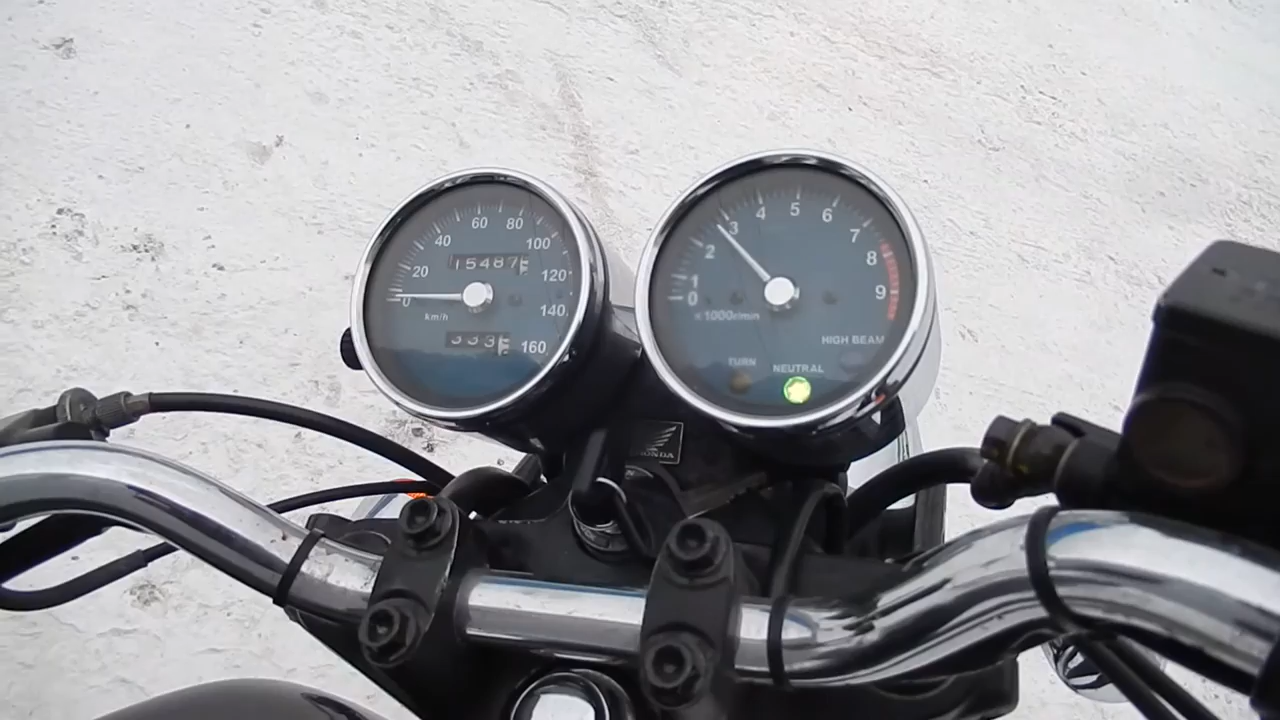 0 20 40 60 80 100 120 140 160
15487
km/h
333
0 1 2 3 4 5 6 7 8 9
×1000r/min
HIGH BEAM
TURN
NEUTRAL
HONDA